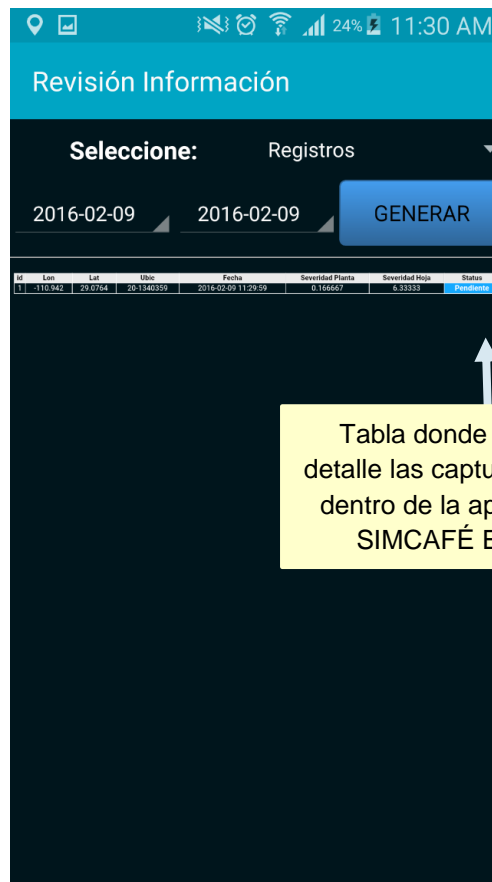 24% 11:30 AM
Revisión Información
Seleccione: Registros
2016-02-09 2016-02-09 GENERAR
id Lon Lat Ubic Fecha Severidad Planta Severidad Hoja Status
1 -110.942 29.0764 20-1340359 2016-02-09 11:29:59 0.166667 6.33333 Pendiente
Tabla donde
detalle las captu
dentro de la ap
SIMCAFÉ E